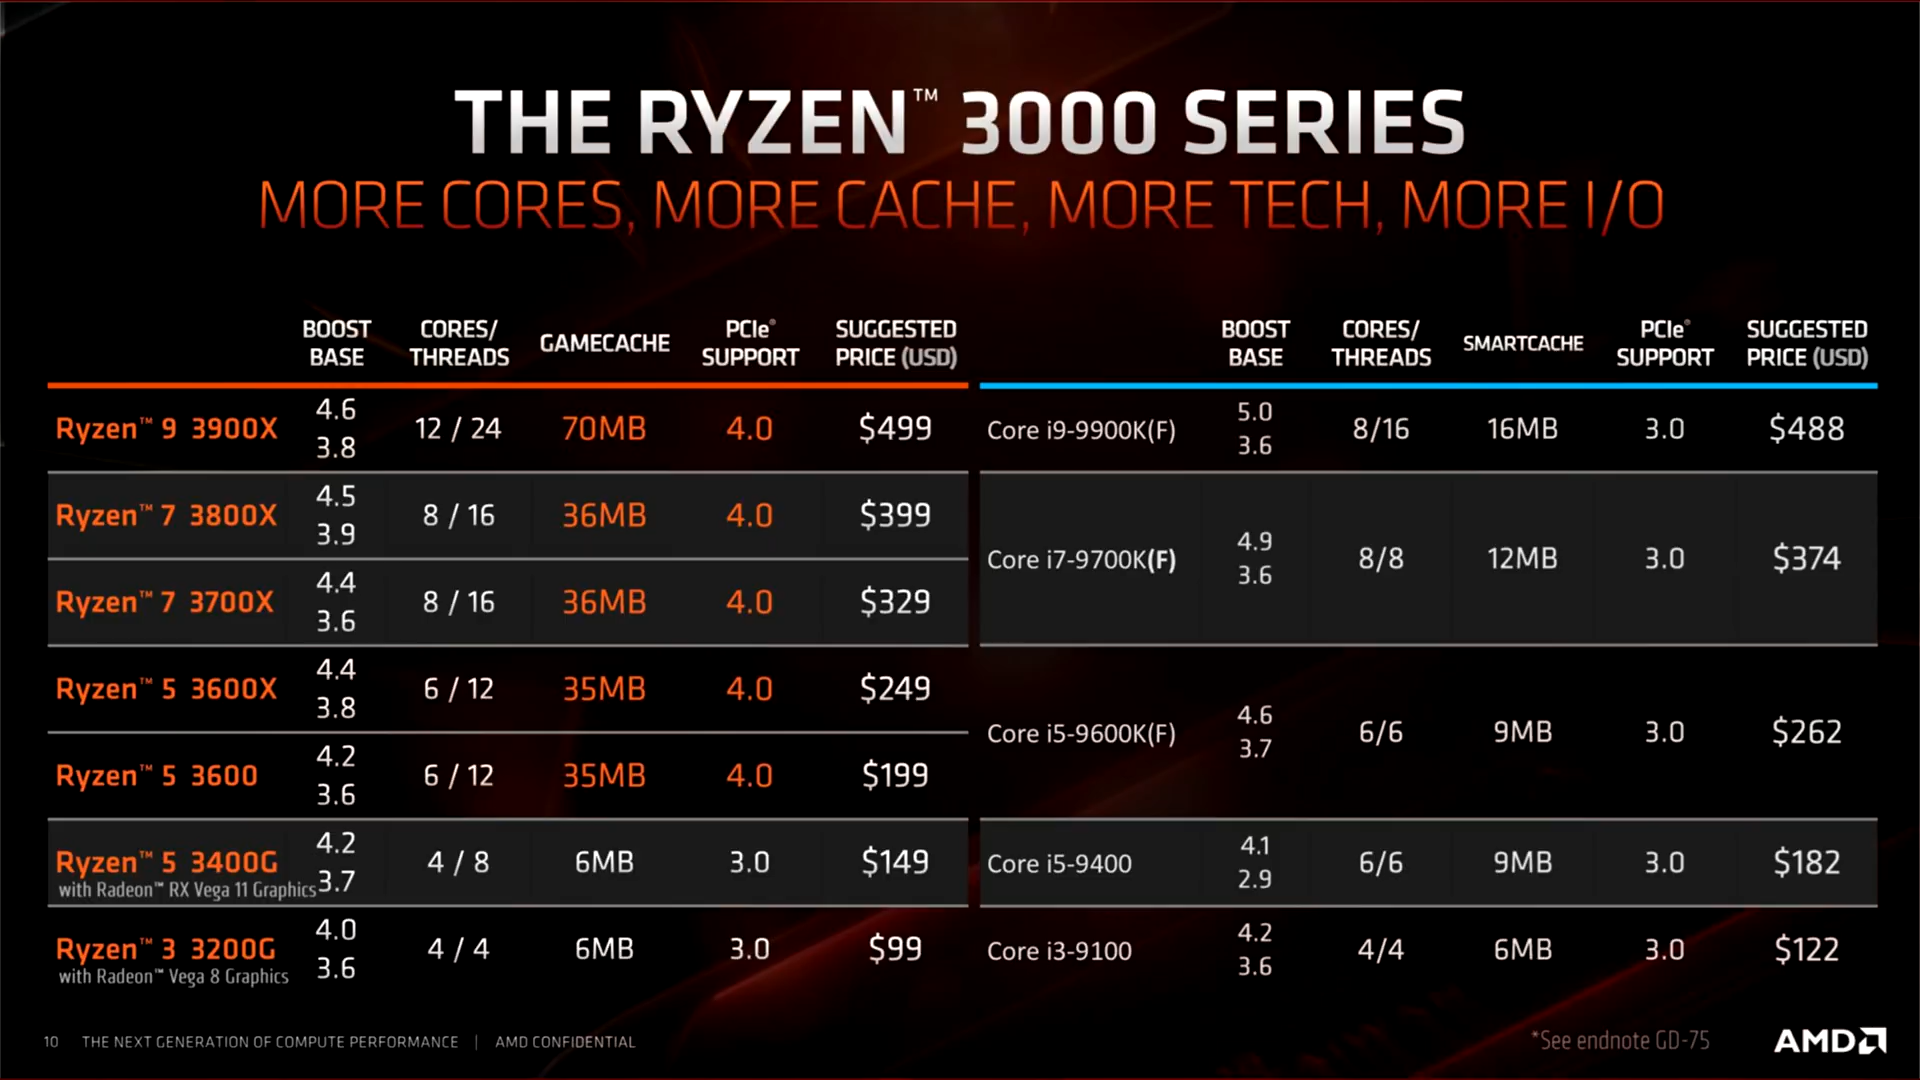 THE RYZEN™ 3000 SERIES
MORE CORES, MORE CACHE, MORE TECH, MORE I/O
BOOST BASE CORES/ THREADS GAMECACHE PCIe® SUPPORT SUGGESTED PRICE (USD)
Ryzen™ 9 3900X 4.6 3.8 12 / 24 70MB 4.0 $499
Ryzen™ 7 3800X 4.5 3.9 8 / 16 36MB 4.0 $399
Ryzen™ 7 3700X 4.4 3.6 8 / 16 36MB 4.0 $329
Ryzen™ 5 3600X 4.4 3.8 6 / 12 35MB 4.0 $249
Ryzen™ 5 3600 4.2 3.6 6 / 12 35MB 4.0 $199
Ryzen™ 5 3400G 4.2 3.7 4 / 8 6MB 3.0 $149
with Radeon™ RX Vega 11 Graphics
Ryzen™ 3 3200G 4.0 3.6 4 / 4 6MB 3.0 $99
with Radeon™ Vega 8 Graphics
BOOST BASE CORES/ THREADS SMARTCACHE PCIe® SUPPORT SUGGESTED PRICE (USD)
Core i9-9900K(F) 5.0 3.6 8/16 16MB 3.0 $488
Core i7-9700K(F) 4.9 3.6 8/8 12MB 3.0 $374
Core i5-9600K(F) 4.6 3.7 6/6 9MB 3.0 $262
Core i5-9400 4.1 2.9 6/6 9MB 3.0 $182
Core i3-9100 4.2 3.6 4/4 6MB 3.0 $122
10 THE NEXT GENERATION OF COMPUTE PERFORMANCE | AMD CONFIDENTIAL
*See endnote GD-75
AMD